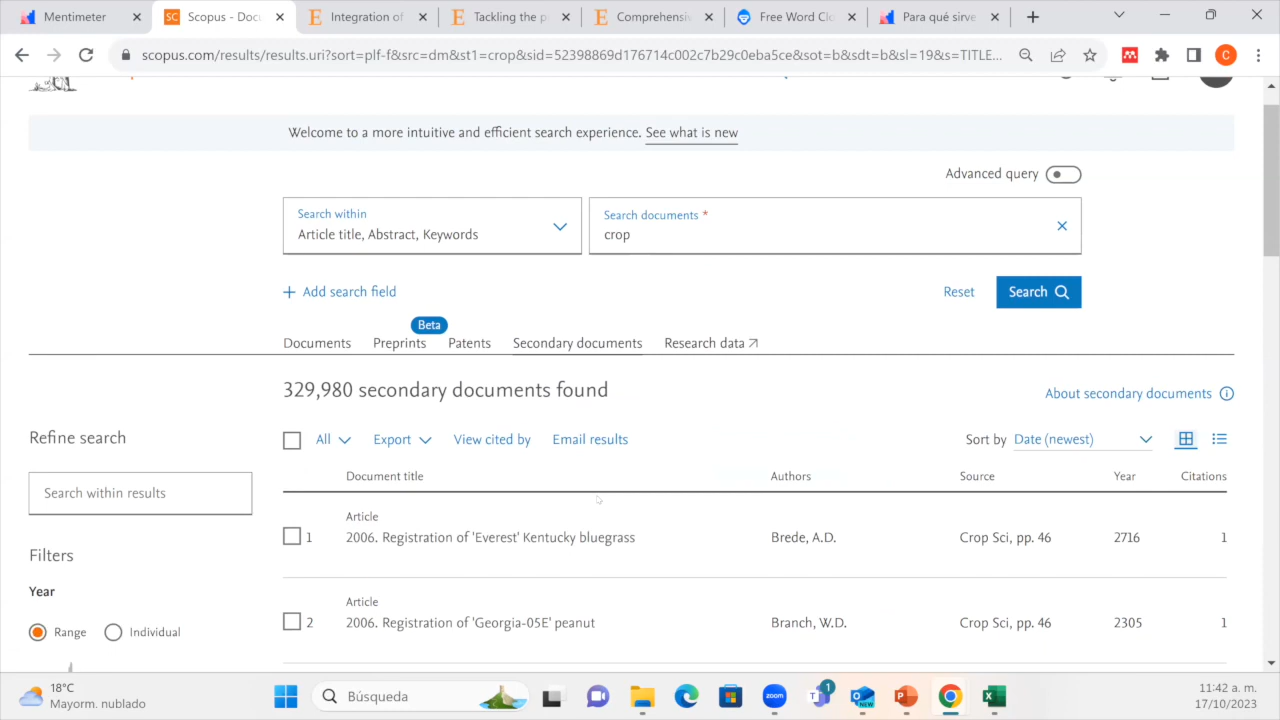 Mentimeter
SC
Scopus - Docu
Integration of
Tackling the p
Comprehensiv
Free Word Clo
Para qué sirve
scopus.com/results/results.uri?sort=plf-f&src=dm&st1=crop&sid=52398869d176714c002c7b29c0eba5ce&sot=b&sdt=b&sl=19&s=TITLE...
C
Welcome to a more intuitive and efficient search experience. See what is new
Advanced query
Search within
Article title, Abstract, Keywords
Search documents *
crop
Add search field
Reset
Search
Beta
Documents
Preprints
Patents
Secondary documents
Research data
329,980 secondary documents found
About secondary documents
Refine search
All
Export
View cited by
Email results
Sort by Date (newest)
Document title
Authors
Source
Year
Citations
Search within results
Article
1
2006. Registration of 'Everest' Kentucky bluegrass
Brede, A.D.
Crop Sci, pp. 46
2716
1
Filters
Year
Range
Individual
Article
2
2006. Registration of 'Georgia-05E' peanut
Branch, W.D.
Crop Sci, pp. 46
2305
1
18°C
Mayorm. nublado
Búsqueda
zoom
1
NEW
11:42 a. m.
17/10/2023